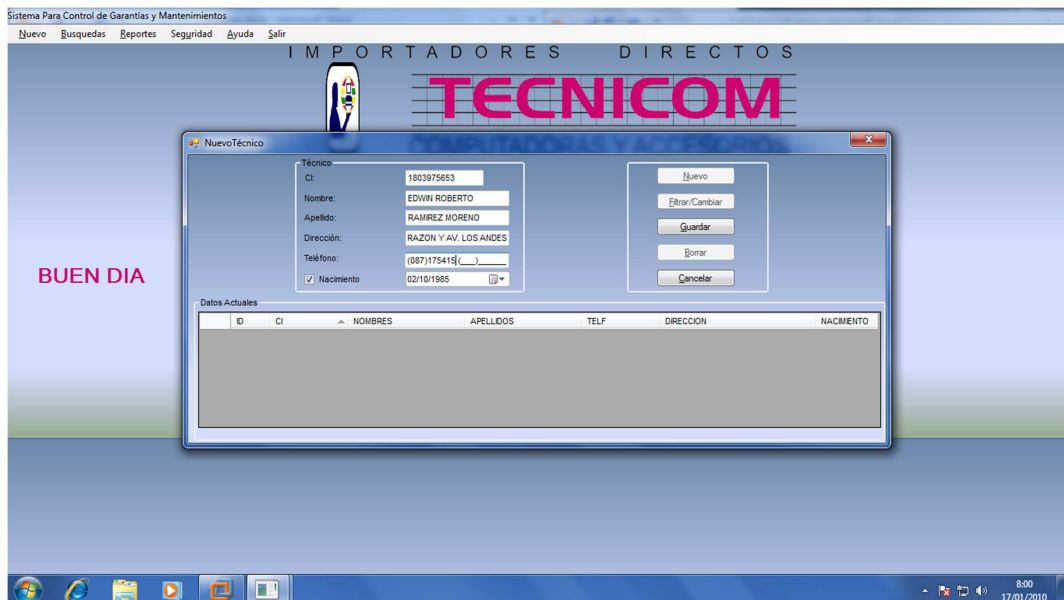 Sistema Para Control de Garantías y Mantenimientos
Nuevo Busquedas Reportes Seguridad Ayuda Salir
IMPORTADORES DIRECTOS
TECNICOM
COMPUTADORAS Y ACCESORIOS
NuevoTécnico
Técnico
CI: 1803975653 Nuevo
Nombre: EDWIN ROBERTO Filtrar/Cambiar
Apellido: RAMIREZ MORENO Guardar
Dirección: RAZON Y AV. LOS ANDES
Teléfono: (087)175415(___)______ Borrar
Nacimiento 02/10/1985 Cancelar
BUEN DIA
Datos Actuales
ID CI NOMBRES APELLIDOS TELF DIRECCION NACIMIENTO
8:00
17/01/2010